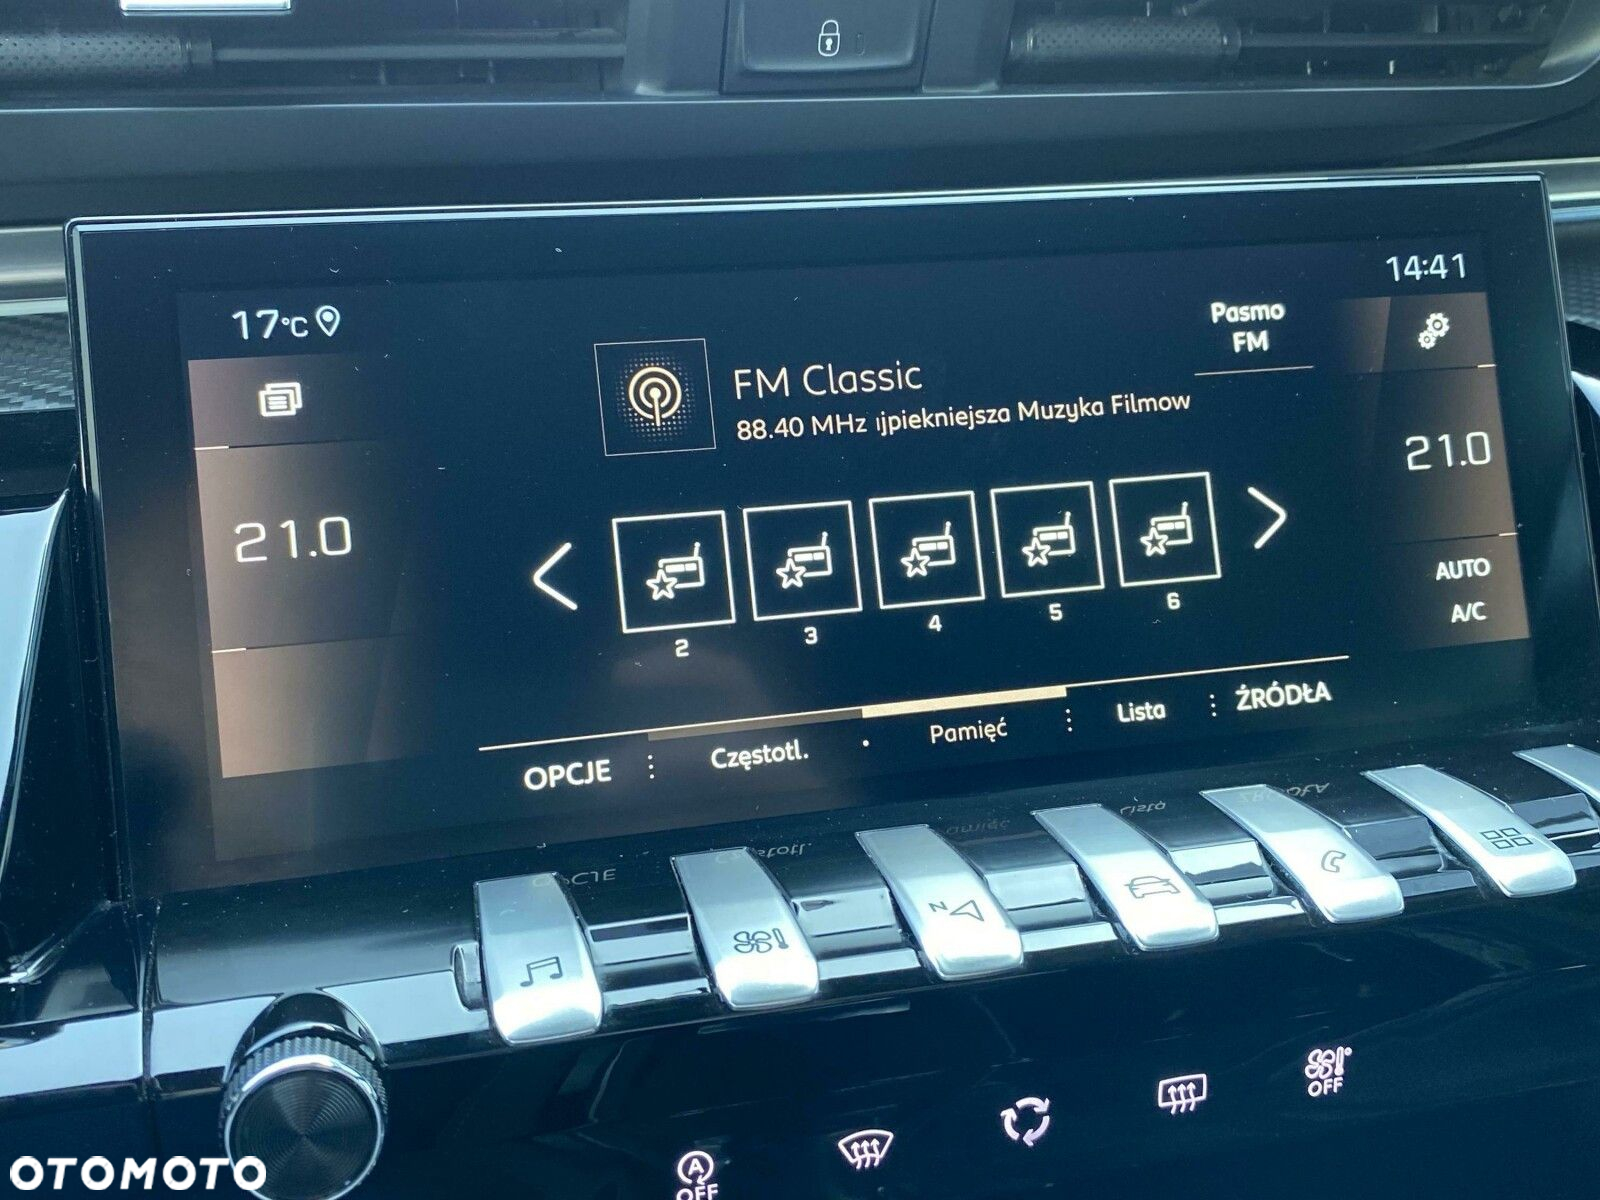 17°C
14:41
Pasmo
FM
FM Classic
88.40 MHz ıjpiekniejsza Muzyka Filmow
21.0
21.0
AUTO
A/C
2
3
4
5
6
OPCJE
Częstotl.
Pamięć
Lista
ŹRÓDŁA
N
OFF
A
OFF
OTOMOTO